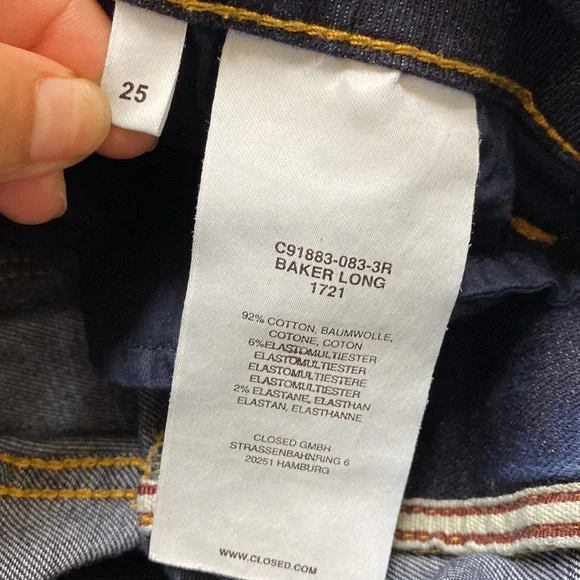 25
C91883-083-3R
BAKER LONG
1721
92% COTTON, BAUMWOLLE,
COTONE, COTON
6%ELASTOMULTIESTER
ELASTOMULTIESTER
ELASTOMULTIESTERE
ELASTOMULTIESTER
2% ELASTANE, ELASTHAN
ELASTAN, ELASTHANNE
CLOSED GMBH
STRASSENBAHNRING 6
20251 HAMBURG
WWW.CLOSED.COM